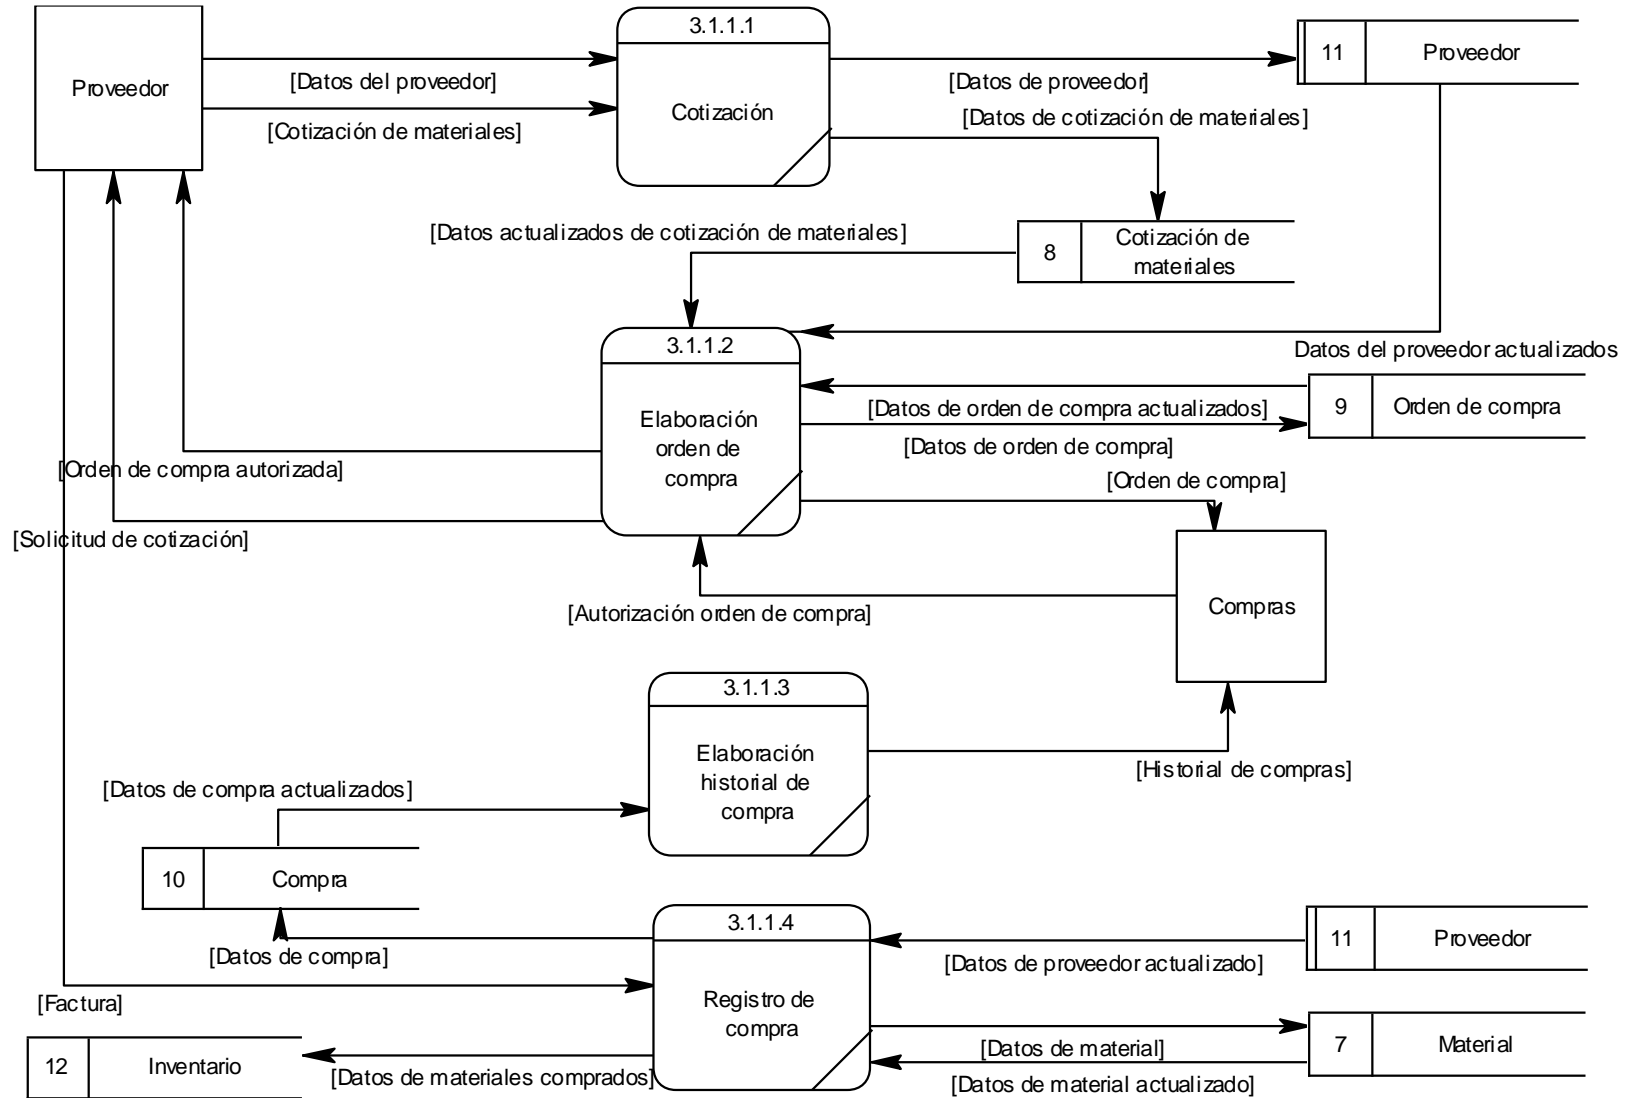 3.1.1.1
Proveedor
Cotización
11
Proveedor
[Datos del proveedor]
[Datos de proveedor]
[Cotización de materiales]
[Datos de cotización de materiales]
[Datos actualizados de cotización de materiales]
8
Cotización de
materiales
3.1.1.2
Datos del proveedor actualizados
Elaboración
orden de
compra
[Datos de orden de compra actualizados]
9
Orden de compra
[Datos de orden de compra]
[Orden de compra autorizada]
[Orden de compra]
[Solicitud de cotización]
Compras
[Autorización orden de compra]
3.1.1.3
Elaboración
historial de
compra
[Historial de compras]
[Datos de compra actualizados]
10
Compra
3.1.1.4
11
Proveedor
[Datos de compra]
[Datos de proveedor actualizado]
[Factura]
Registro de
compra
7
Material
[Datos de material]
12
Inventario
[Datos de materiales comprados]
[Datos de material actualizado]